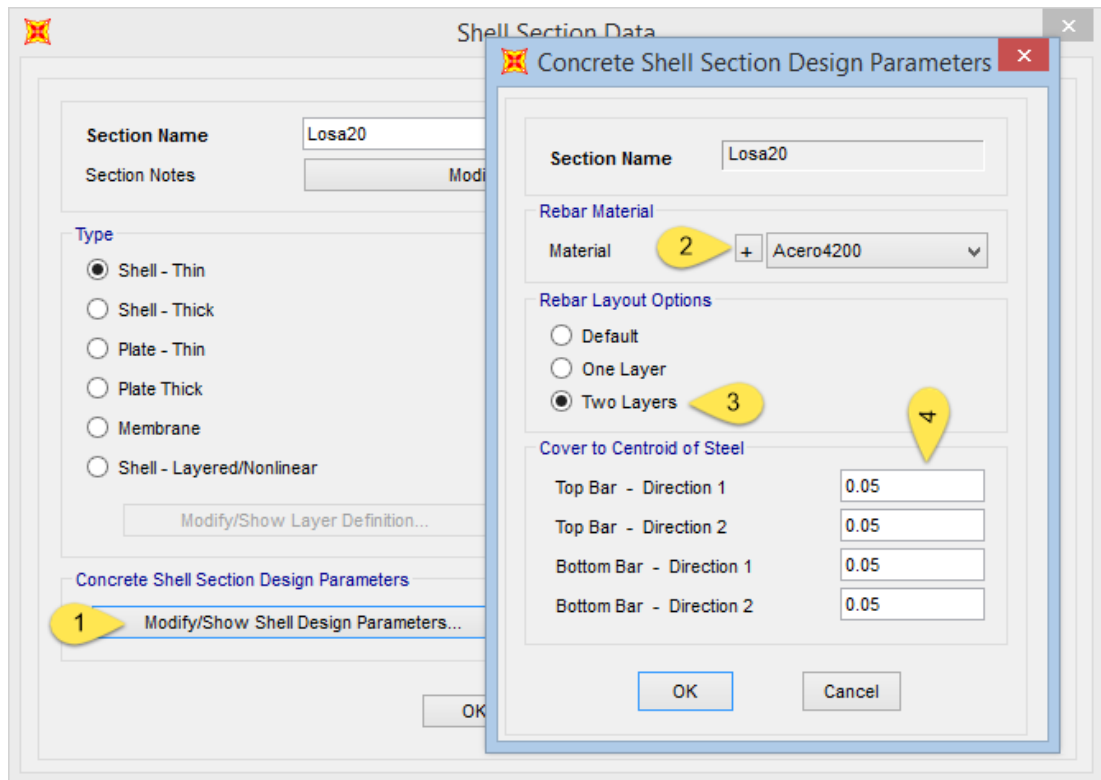 Shell Section Data
Section Name
Losa20
Section Notes
Modi
Type
Shell - Thin
Shell - Thick
Plate - Thin
Plate Thick
Membrane
Shell - Layered/Nonlinear
Modify/Show Layer Definition...
Concrete Shell Section Design Parameters
1
Modify/Show Shell Design Parameters...
OK
Concrete Shell Section Design Parameters
Section Name
Losa20
Rebar Material
Material
2
+
Acero4200
Rebar Layout Options
Default
One Layer
Two Layers
3
4
Cover to Centroid of Steel
Top Bar - Direction 1
0.05
Top Bar - Direction 2
0.05
Bottom Bar - Direction 1
0.05
Bottom Bar - Direction 2
0.05
OK
Cancel